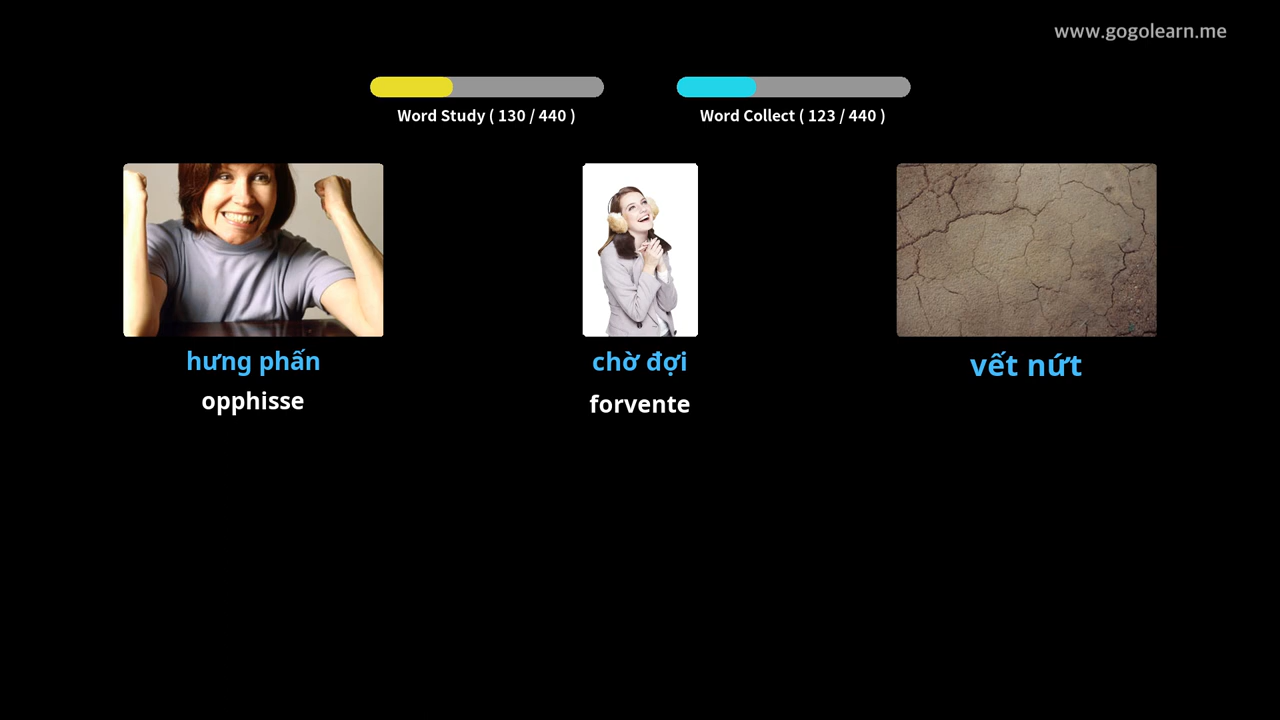 www.gogolearn.me
Word Study ( 130 / 440 )
Word Collect ( 123 / 440 )
hưng phấn
opphisse
chờ đợi
forvente
vết nứt